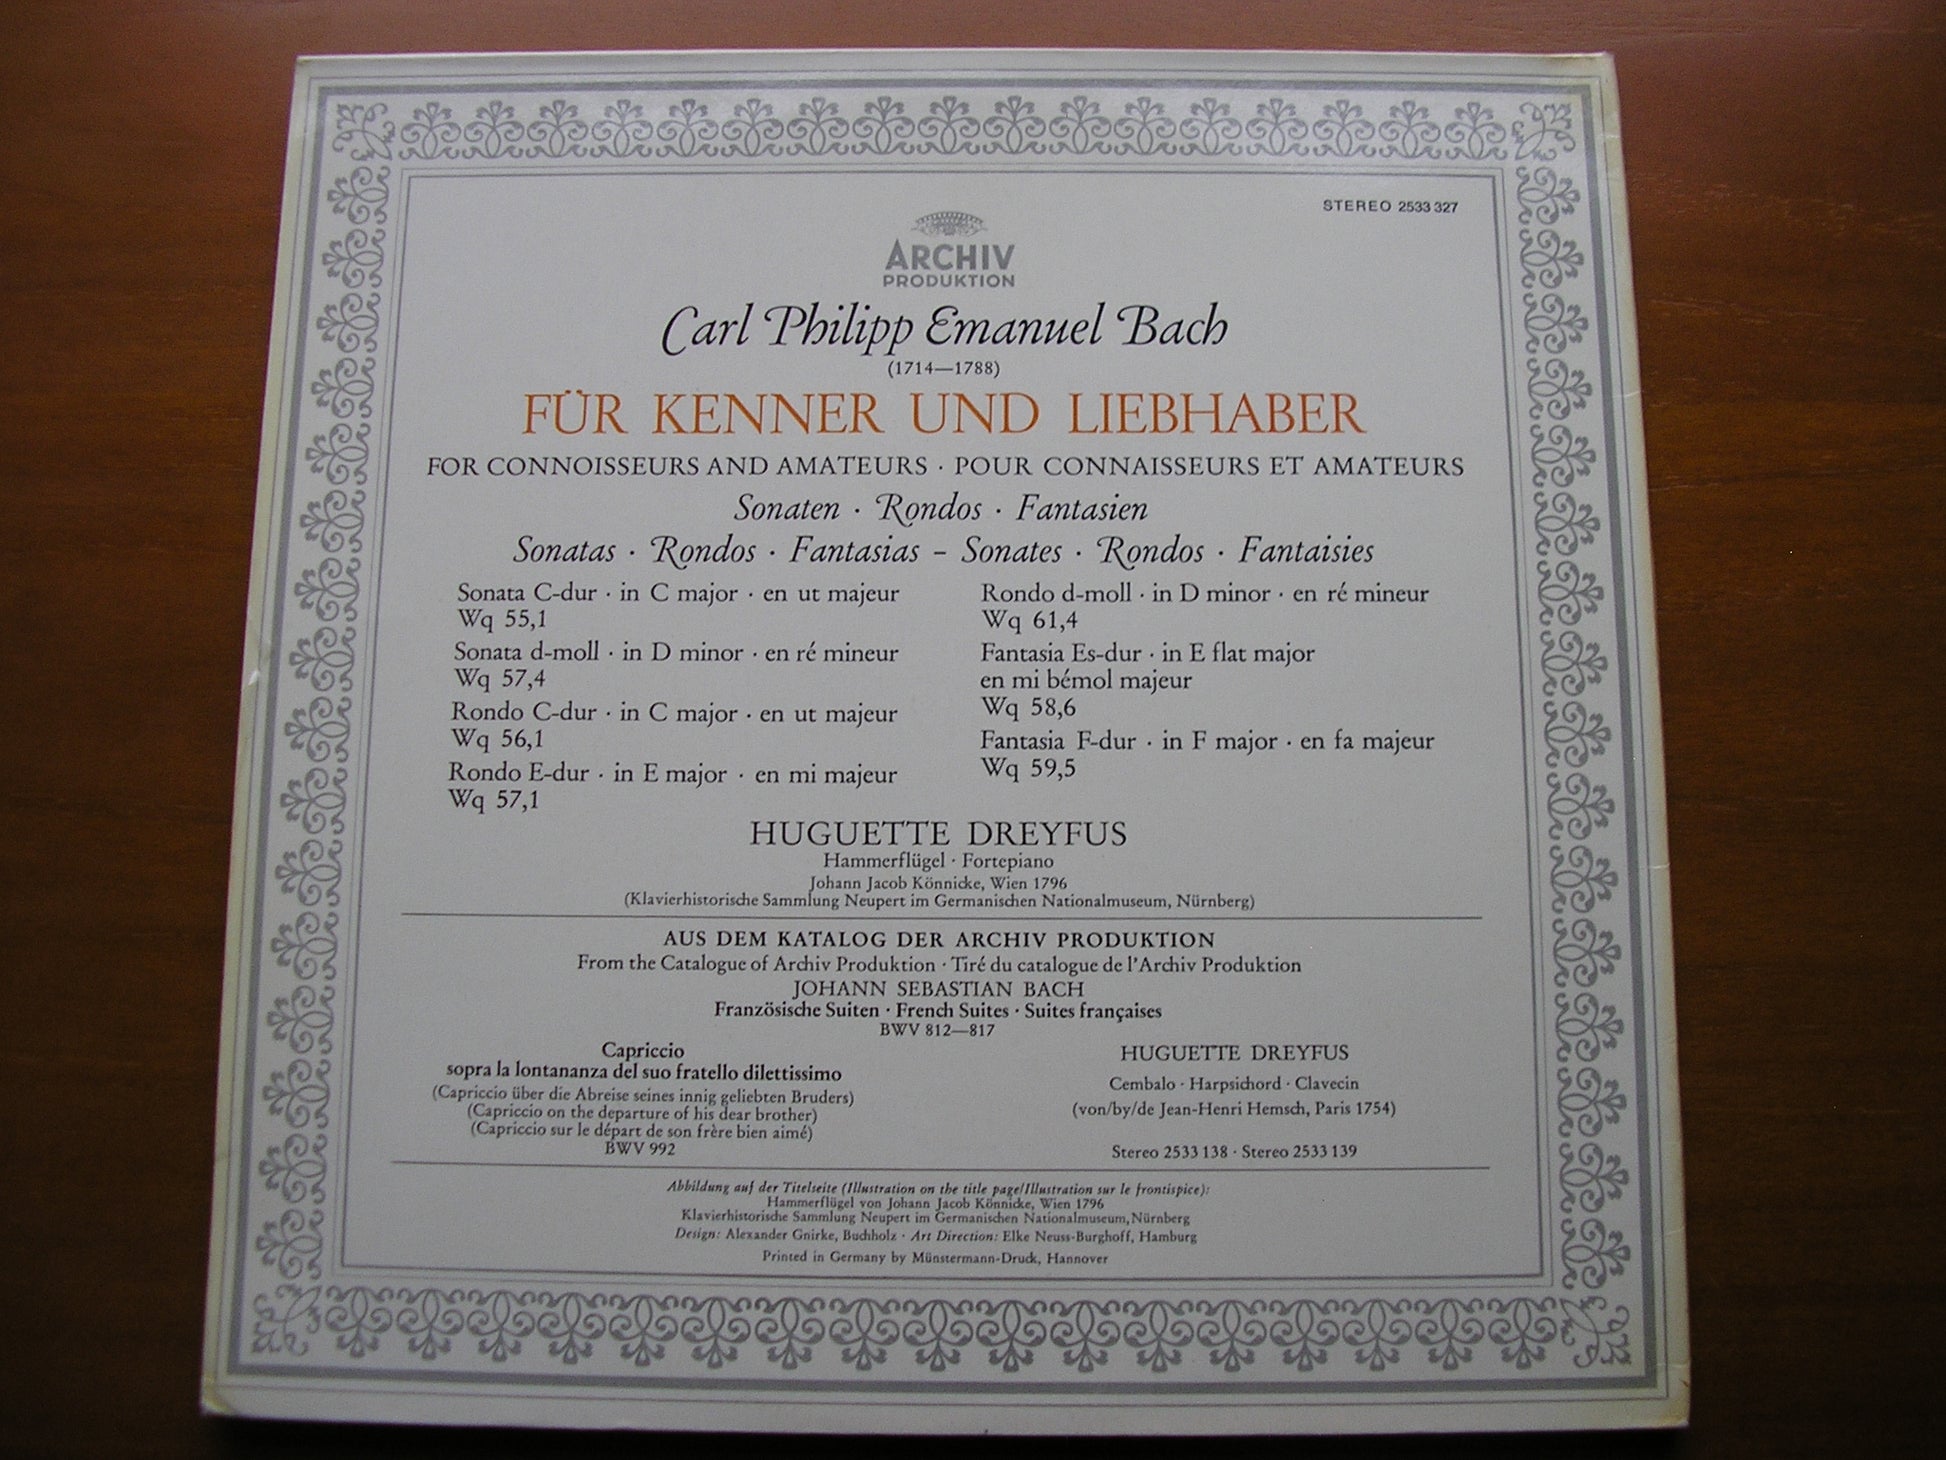 STEREO 2533 327
ARCHIV
PRODUKTION
Carl Philipp Emanuel Bach
(1714—1788)
FÜR KENNER UND LIEBHABER
FOR CONNOISSEURS AND AMATEURS · POUR CONNAISSEURS ET AMATEURS
Sonaten · Rondos · Fantasien
Sonatas · Rondos · Fantasias – Sonates · Rondos · Fantaisies
Sonata C-dur · in C major · en ut majeur
Wq 55,1
Sonata d-moll · in D minor · en ré mineur
Wq 57,4
Rondo C-dur · in C major · en ut majeur
Wq 56,1
Rondo E-dur · in E major · en mi majeur
Wq 57,1
Rondo d-moll · in D minor · en ré mineur
Wq 61,4
Fantasia Es-dur · in E flat major
en mi bémol majeur
Wq 58,6
Fantasia F-dur · in F major · en fa majeur
Wq 59,5
HUGUETTE DREYFUS
Hammerflügel · Fortepiano
Johann Jacob Könnicke, Wien 1796
(Klavierhistorische Sammlung Neupert im Germanischen Nationalmuseum, Nürnberg)
AUS DEM KATALOG DER ARCHIV PRODUKTION
From the Catalogue of Archiv Produktion · Tiré du catalogue de l'Archiv Produktion
JOHANN SEBASTIAN BACH
Französische Suiten · French Suites · Suites françaises
BWV 812—817
Capriccio
sopra la lontananza del suo fratello dilettissimo
(Capriccio über die Abreise seines innig geliebten Bruders)
(Capriccio on the departure of his dear brother)
(Capriccio sur le départ de son frère bien aimé)
BWV 992
HUGUETTE DREYFUS
Cembalo · Harpsichord · Clavecin
(von/by/de Jean-Henri Hemsch, Paris 1754)
Stereo 2533 138 · Stereo 2533 139
Abbildung auf der Titelseite (Illustration on the title page/Illustration sur le frontispice):
Hammerflügel von Johann Jacob Könnicke, Wien 1796
Klavierhistorische Sammlung Neupert im Germanischen Nationalmuseum, Nürnberg
Design: Alexander Gnirke, Buchholz · Art Direction: Elke Neuss-Burghoff, Hamburg
Printed in Germany by Münstermann-Druck, Hannover